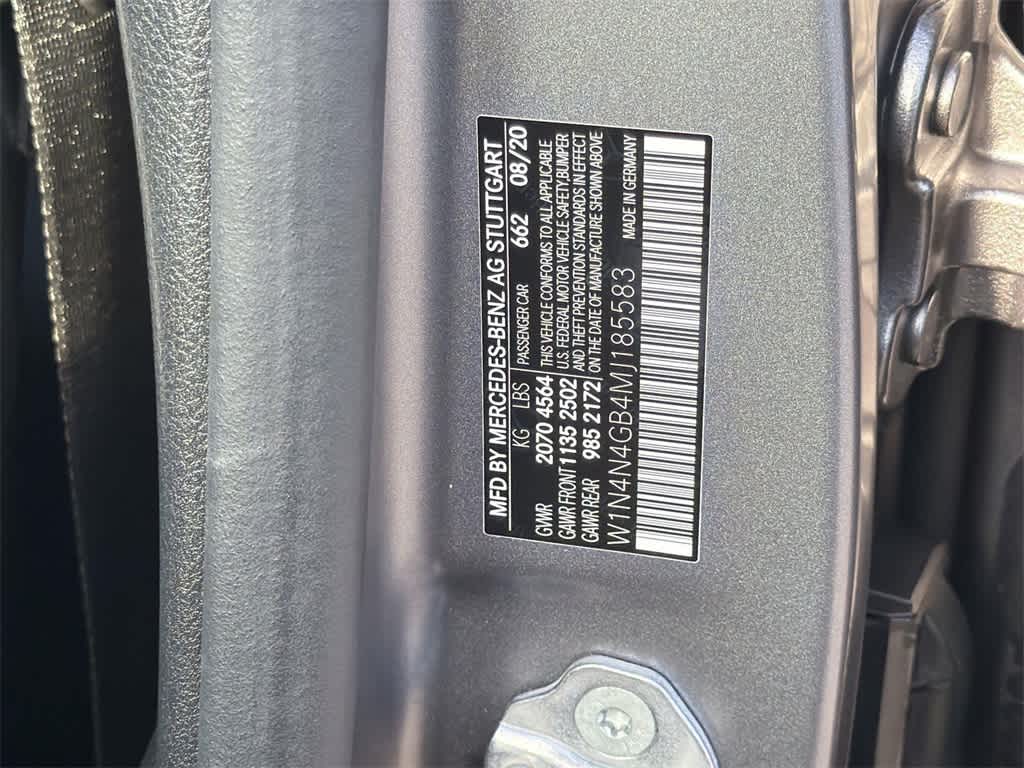 MFD BY MERCEDES-BENZ AG STUTTGART
KG LBS PASSENGER CAR 662 08/20
GWR 2070 4564 THIS VEHICLE CONFORMS TO ALL APPLICABLE
GAWR FRONT 1135 2502 U.S. FEDERAL MOTOR VEHICLE SAFETY, BUMPER
GAWR REAR 985 2172 AND THEFT PREVENTION STANDARDS IN EFFECT
ON THE DATE OF MANUFACTURE SHOWN ABOVE
W1N4N4GB4MJ185583 MADE IN GERMANY